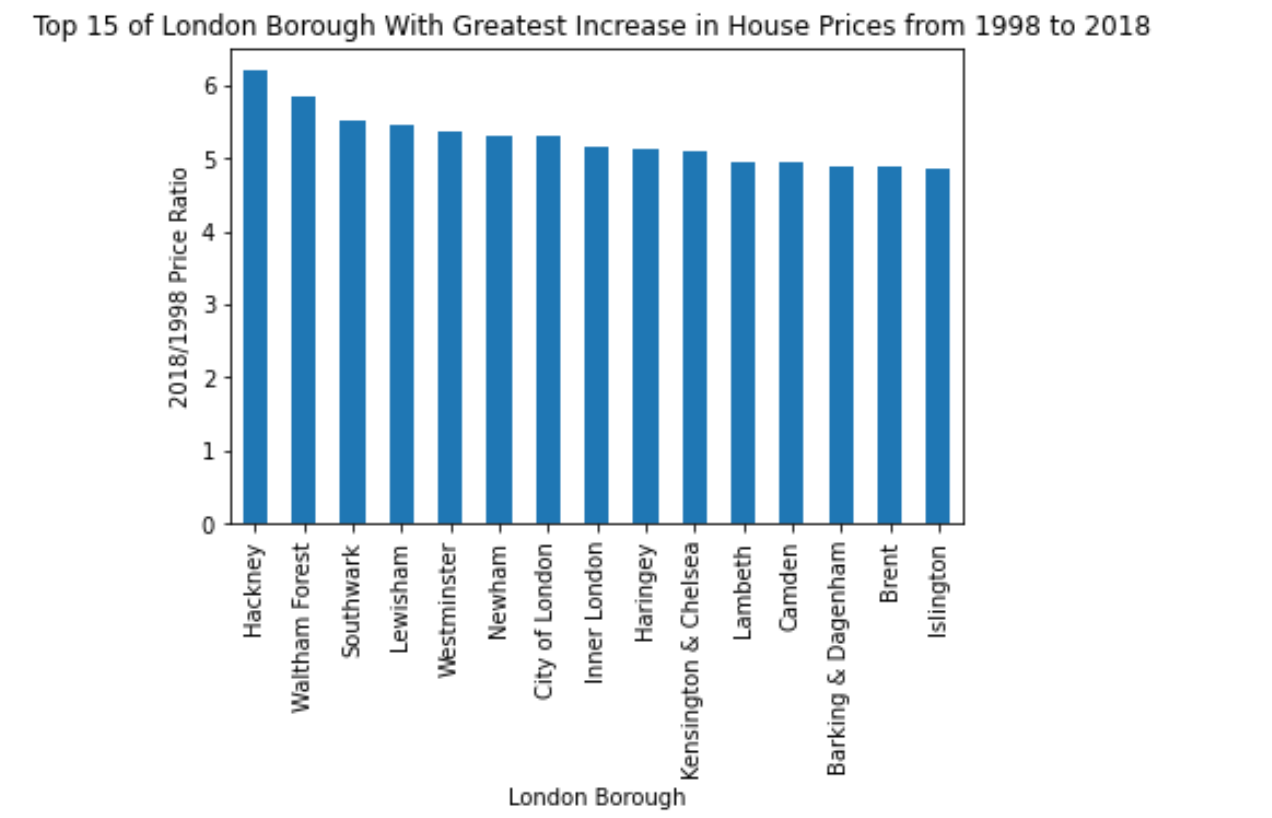 Top 15 of London Borough With Greatest Increase in House Prices from 1998 to 2018
2018/1998 Price Ratio
6
5
4
3
2
1
0
Hackney
Waltham Forest
Southwark
Lewisham
Westminster
Newham
City of London
Inner London
Haringey
Kensington & Chelsea
Lambeth
Camden
Barking & Dagenham
Brent
Islington
London Borough